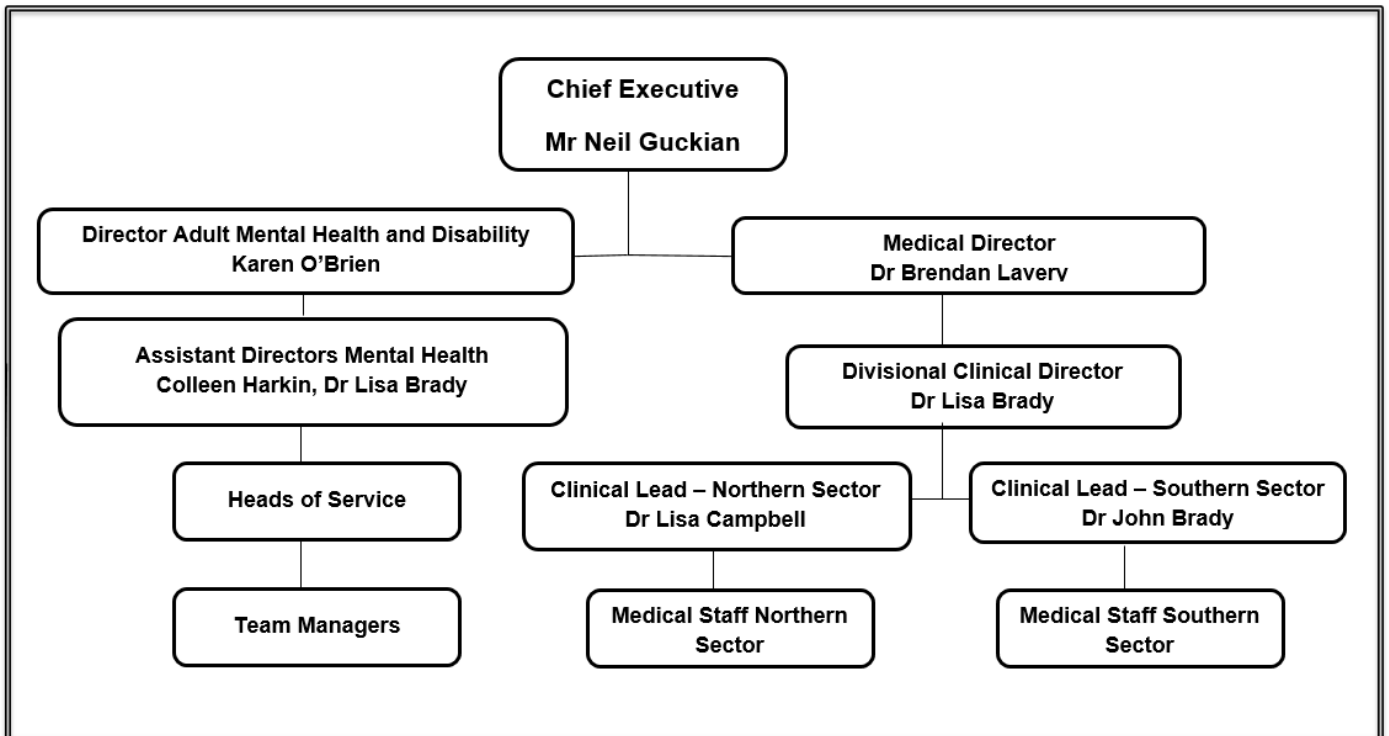 Chief Executive
Mr Neil Guckian
Director Adult Mental Health and Disability
Karen O’Brien
Medical Director
Dr Brendan Lavery
Assistant Directors Mental Health
Colleen Harkin, Dr Lisa Brady
Divisional Clinical Director
Dr Lisa Brady
Heads of Service
Clinical Lead – Northern Sector
Dr Lisa Campbell
Clinical Lead – Southern Sector
Dr John Brady
Team Managers
Medical Staff Northern
Sector
Medical Staff Southern
Sector